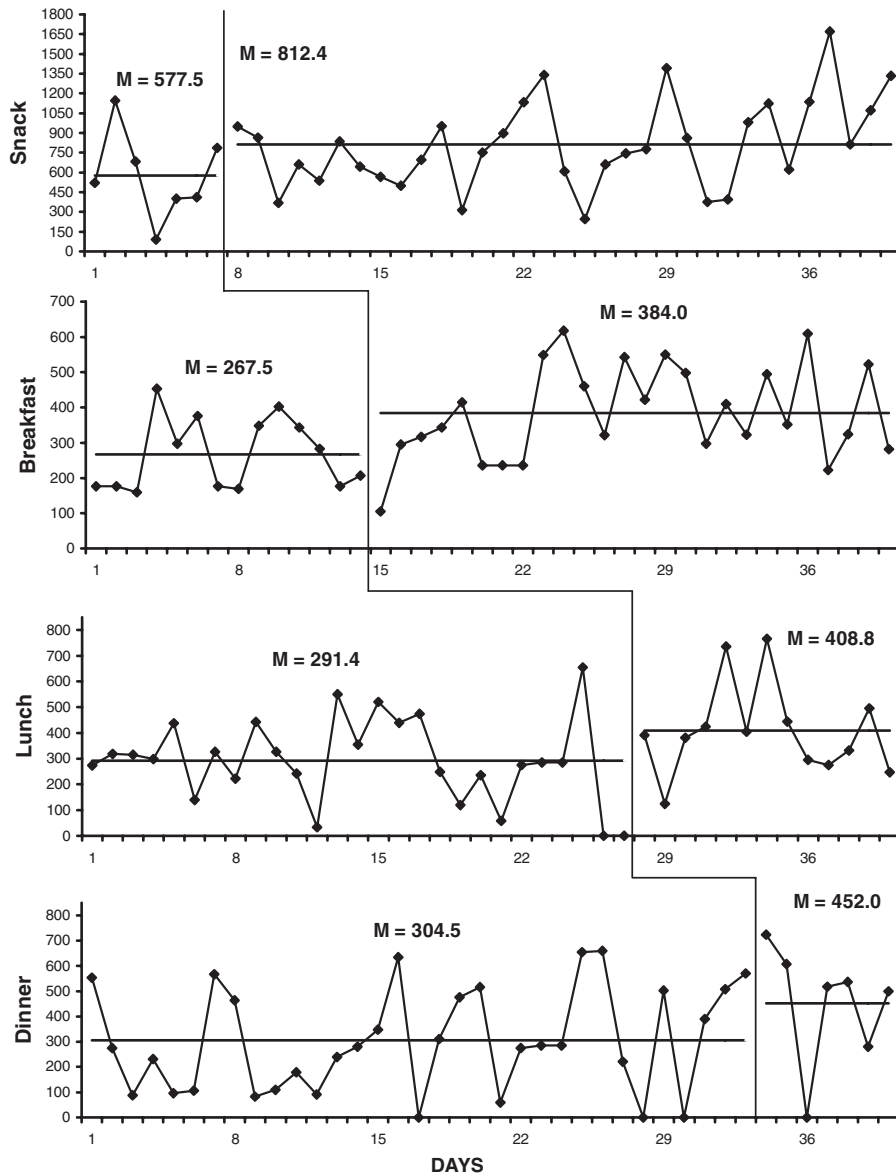 1800
1650
1500
1350
1200
1050
900
750
600
450
300
150
0
Snack
M = 577.5
M = 812.4
1 8 15 22 29 36
700
600
500
400
300
200
100
0
Breakfast
M = 267.5
M = 384.0
1 8 15 22 29 36
800
700
600
500
400
300
200
100
0
Lunch
M = 291.4
M = 408.8
1 8 15 22 29 36
800
700
600
500
400
300
200
100
0
Dinner
M = 304.5
M = 452.0
1 8 15 22 29 36
DAYS